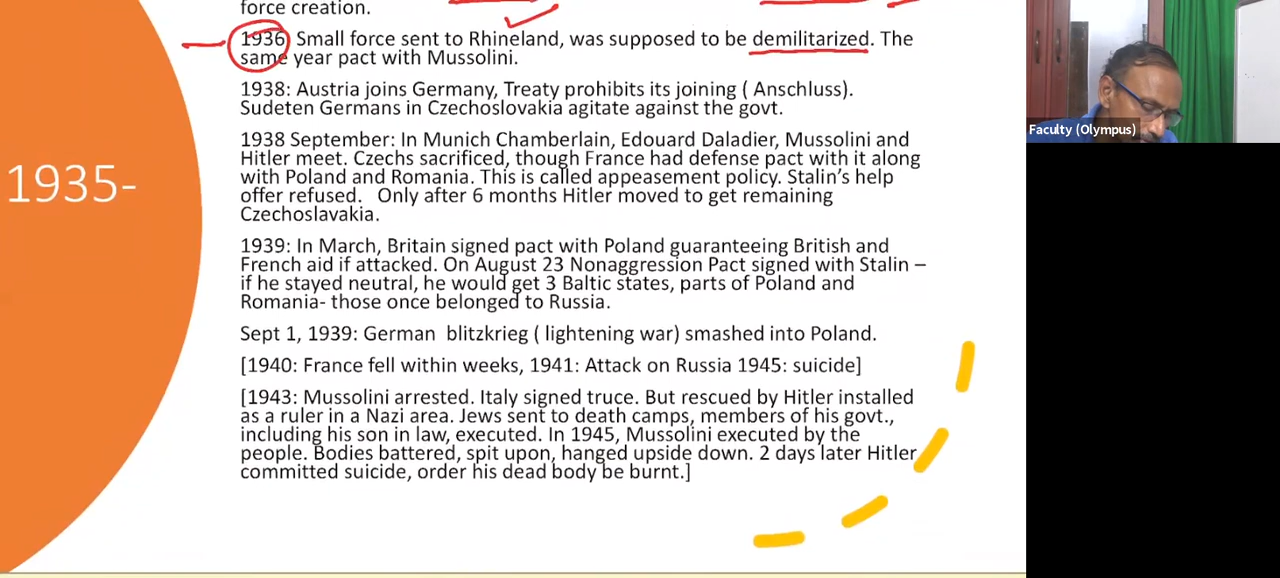 force creation.
1936: Small force sent to Rhineland, was supposed to be demilitarized. The
same year pact with Mussolini.
1938: Austria joins Germany, Treaty prohibits its joining ( Anschluss).
Sudeten Germans in Czechoslovakia agitate against the govt.
1938 September: In Munich Chamberlain, Edouard Daladier, Mussolini and
Hitler meet. Czechs sacrificed, though France had defense pact with it along
with Poland and Romania. This is called appeasement policy. Stalin’s help
offer refused.   Only after 6 months Hitler moved to get remaining
Czechoslavakia.
1935-
1939: In March, Britain signed pact with Poland guaranteeing British and
French aid if attacked. On August 23 Nonaggression Pact signed with Stalin –
if he stayed neutral, he would get 3 Baltic states, parts of Poland and
Romania- those once belonged to Russia.
Sept 1, 1939: German  blitzkrieg ( lightening war) smashed into Poland.
[1940: France fell within weeks, 1941: Attack on Russia 1945: suicide]
[1943: Mussolini arrested. Italy signed truce. But rescued by Hitler installed
as a ruler in a Nazi area. Jews sent to death camps, members of his govt.,
including his son in law, executed. In 1945, Mussolini executed by the
people. Bodies battered, spit upon, hanged upside down. 2 days later Hitler
committed suicide, order his dead body be burnt.]
Faculty (Olympus)